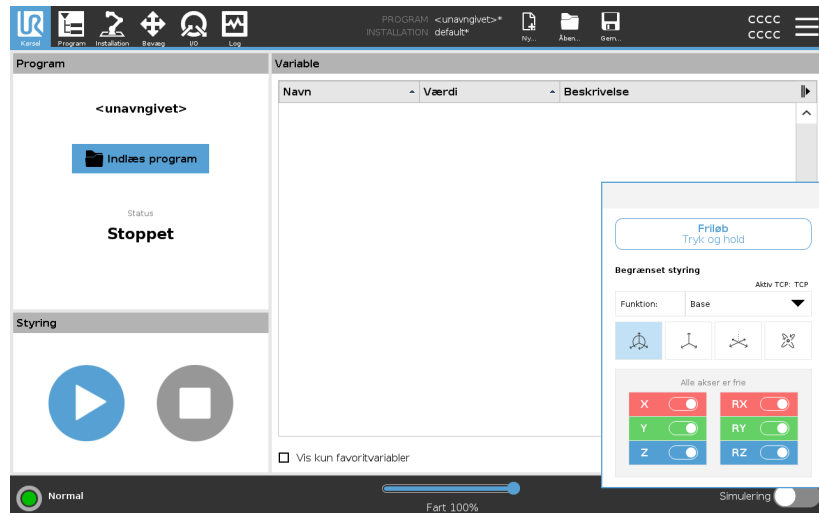 UR
Kørsel Program Installation Bevæg I/O Log
PROGRAM <unavngivet>*
INSTALLATION default*
Ny... Åben... Gem...
cccc
cccc
Program
<unavngivet>
Indlæs program
Status
Stoppet
Styring
Variable
Navn Værdi Beskrivelse
Vis kun favoritvariabler
Friløb
Tryk og hold
Begrænset styring
Aktiv TCP: TCP
Funktion: Base
Alle akser er frie
X RX
Y RY
Z RZ
Normal
Fart 100%
Simulering